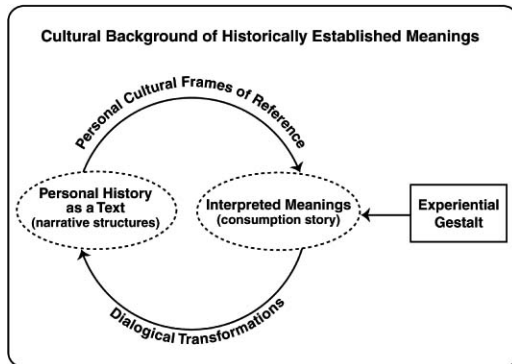 Cultural Background of Historically Established Meanings
Personal Cultural Frames of Reference
Personal History
as a Text
(narrative structures)
Interpreted Meanings
(consumption story)
Experiential
Gestalt
Dialogical Transformations